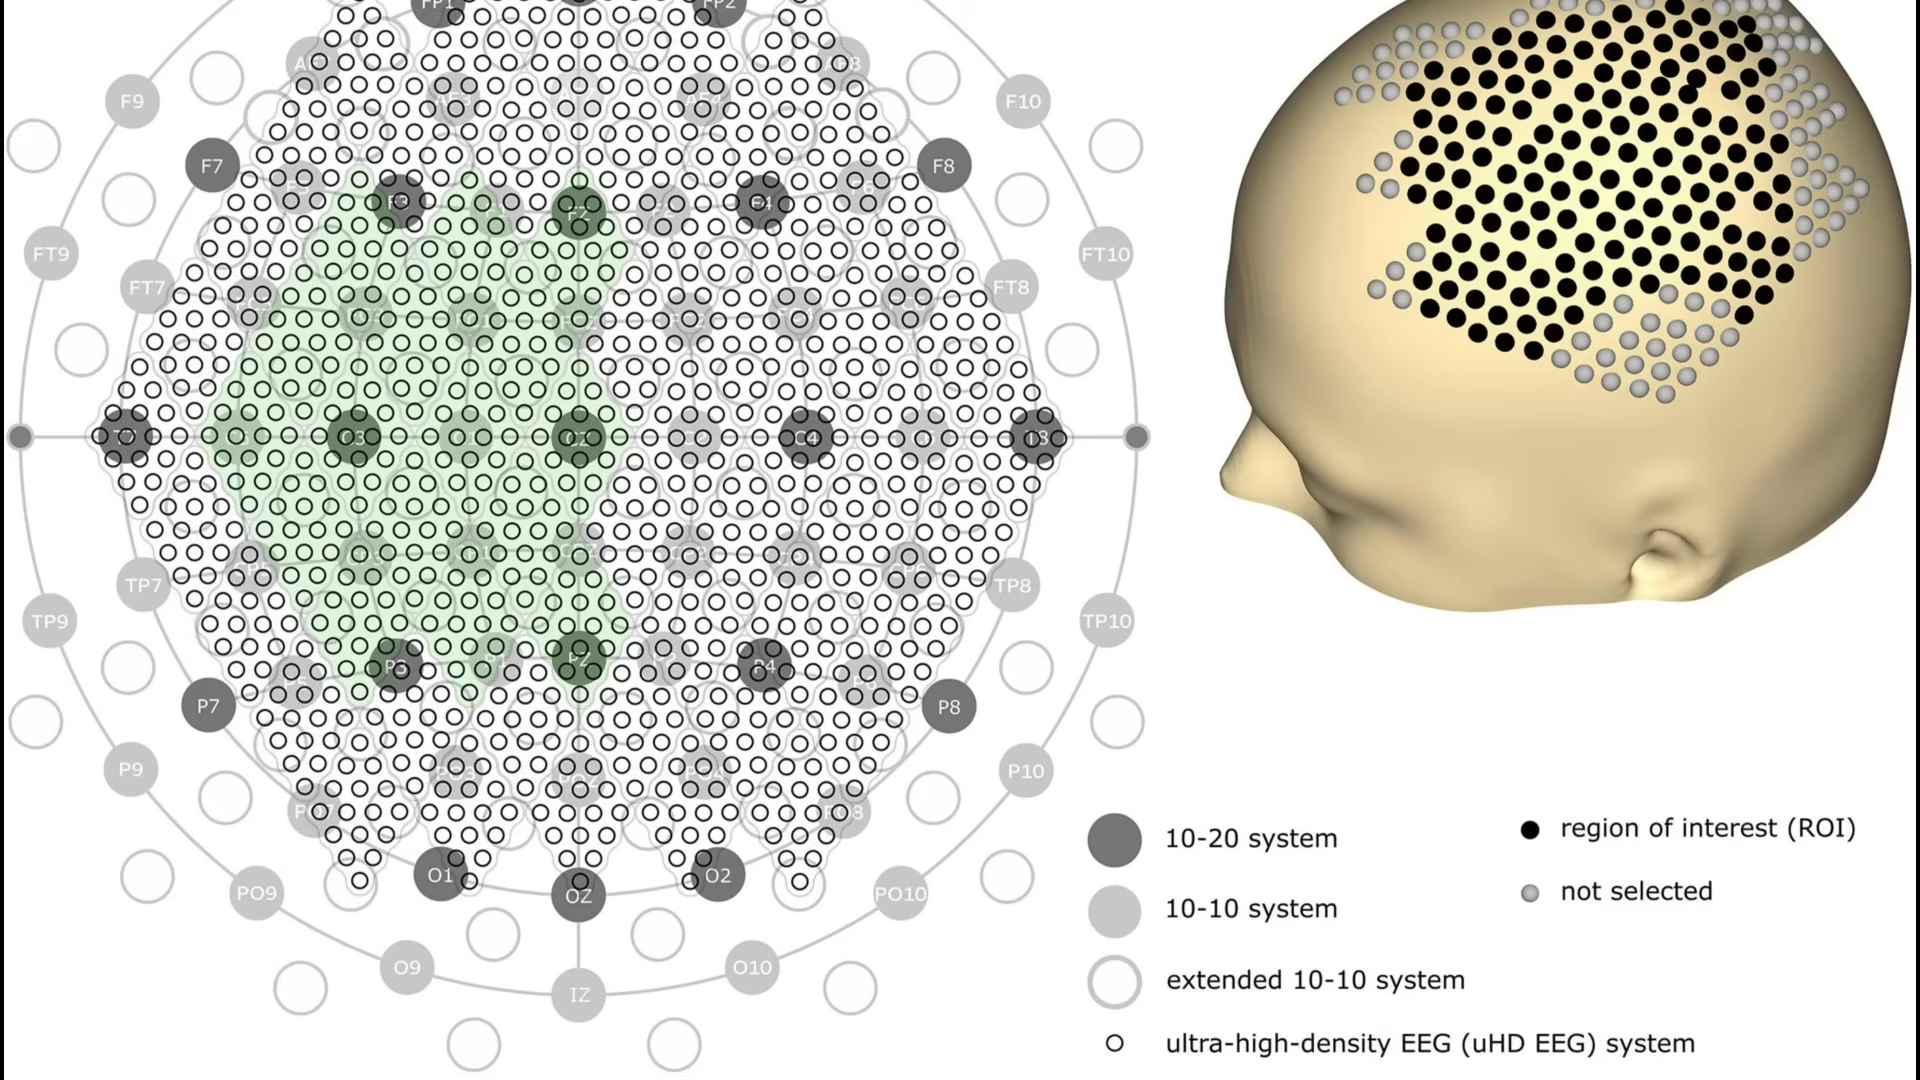 FP1
FP2
F9
F10
F7
F3
FZ
F4
F8
FT9
FT7
FT8
FT10
T7
C3
C1
CZ
C4
T8
TP7
TP8
TP9
TP10
P7
P3
PZ
P4
P8
P9
PO3
POZ
P10
O1
OZ
O2
PO9
PO10
O9
IZ
O10
10-20 system
10-10 system
extended 10-10 system
ultra-high-density EEG (uHD EEG) system
region of interest (ROI)
not selected